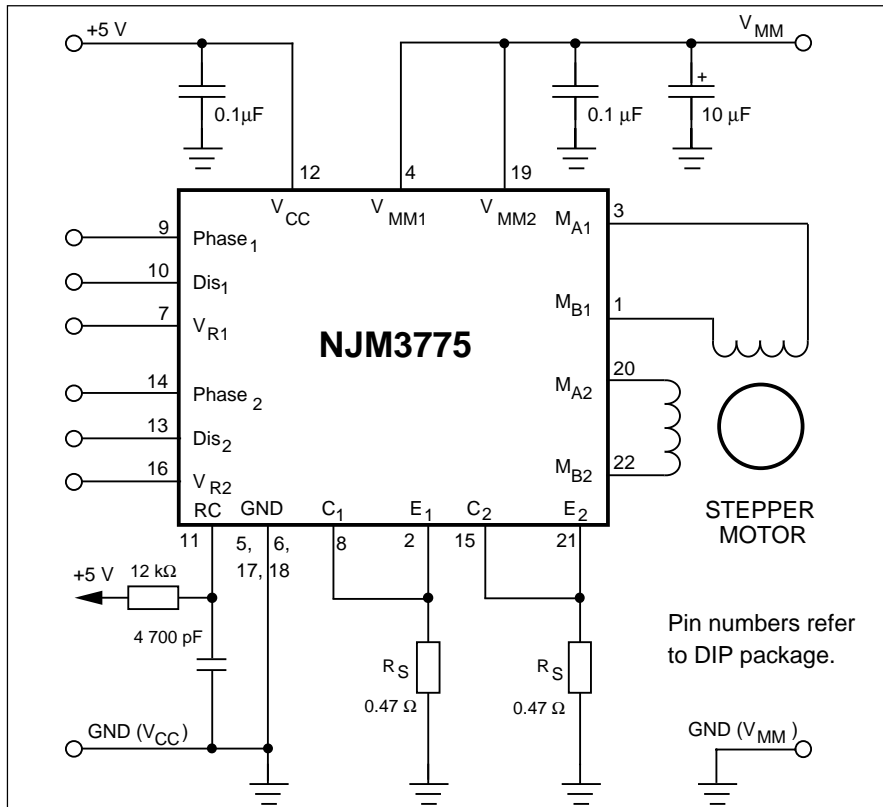 +5 V
V MM
0.1µF
+
0.1 µF
10 µF
12
4
19
V CC
V MM1
V MM2
3
M A1
9
Phase 1
10
Dis 1
7
V R1
1
M B1
NJM3775
14
Phase 2
13
Dis 2
16
V R2
20
M A2
22
M B2
RC
GND
C 1
E 1
C 2
E 2
11
5, 6,
17, 18
8
2
15
21
STEPPER
MOTOR
+5 V
12 kΩ
4 700 pF
R S
0.47 Ω
R S
0.47 Ω
Pin numbers refer
to DIP package.
GND (V CC )
GND (V MM )